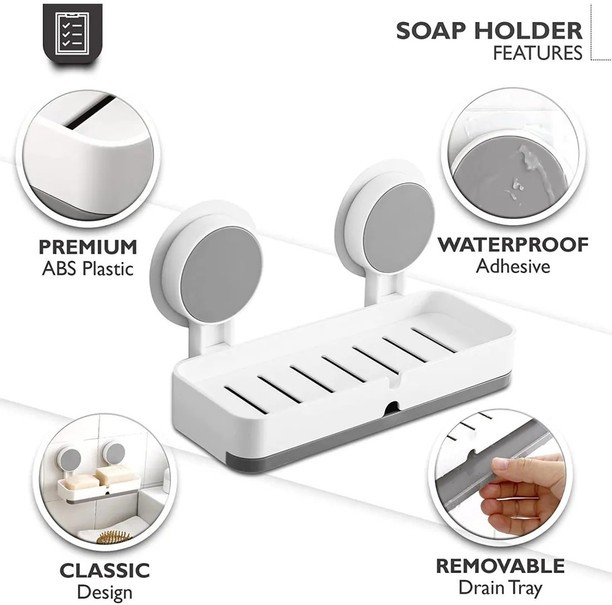 SOAP HOLDER
FEATURES
PREMIUM
ABS Plastic
WATERPROOF
Adhesive
CLASSIC
Design
REMOVABLE
Drain Tray